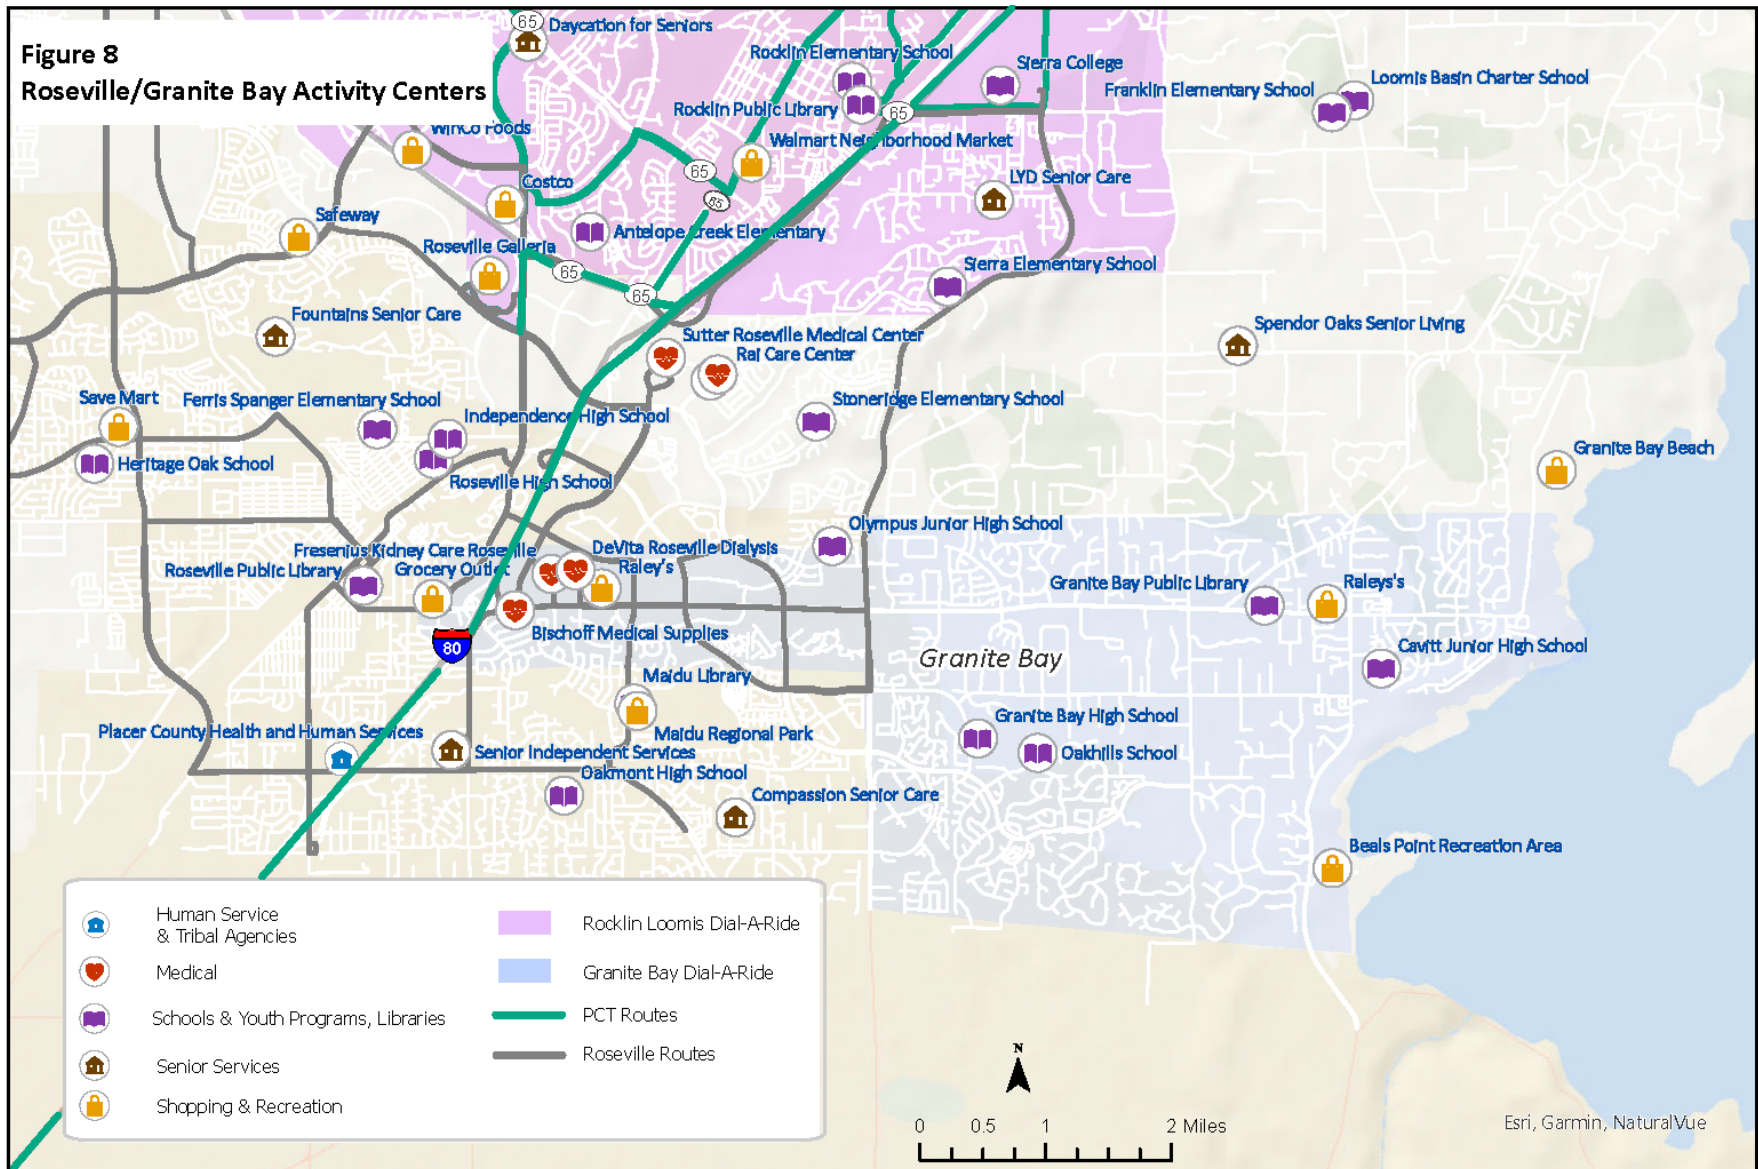 Figure 8
Roseville/Granite Bay Activity Centers
65
Daycation for Seniors
Rocklin Elementary School
Sierra College
Franklin Elementary School
Loomis Basin Charter School
Rocklin Public Library
65
WinCo Foods
Walmart Neighborhood Market
65
Costco
65
LYD Senior Care
Safeway
Antelope Creek Elementary
Roseville Galleria
65
Sierra Elementary School
65
Fountains Senior Care
Spendor Oaks Senior Living
Sutter Roseville Medical Center
Rai Care Center
Save Mart
Ferris Spanger Elementary School
Stoneridge Elementary School
Independence High School
Granite Bay Beach
Heritage Oak School
Roseville High School
Olympus Junior High School
Fresenius Kidney Care Roseville
DeVita Roseville Dialysis
Roseville Public Library
Grocery Outlet
Raley's
Granite Bay Public Library
Raleys's
Bischoff Medical Supplies
80
Granite Bay
Cavitt Junior High School
Maidu Library
Granite Bay High School
Placer County Health and Human Services
Maidu Regional Park
Senior Independent Services
Oakhills School
Oakmont High School
Compassion Senior Care
Beals Point Recreation Area
Human Service
& Tribal Agencies
Medical
Schools & Youth Programs, Libraries
Senior Services
Shopping & Recreation
Rocklin Loomis Dial-A-Ride
Granite Bay Dial-A-Ride
PCT Routes
Roseville Routes
N
0 0.5 1 2 Miles
Esri, Garmin, NaturalVue